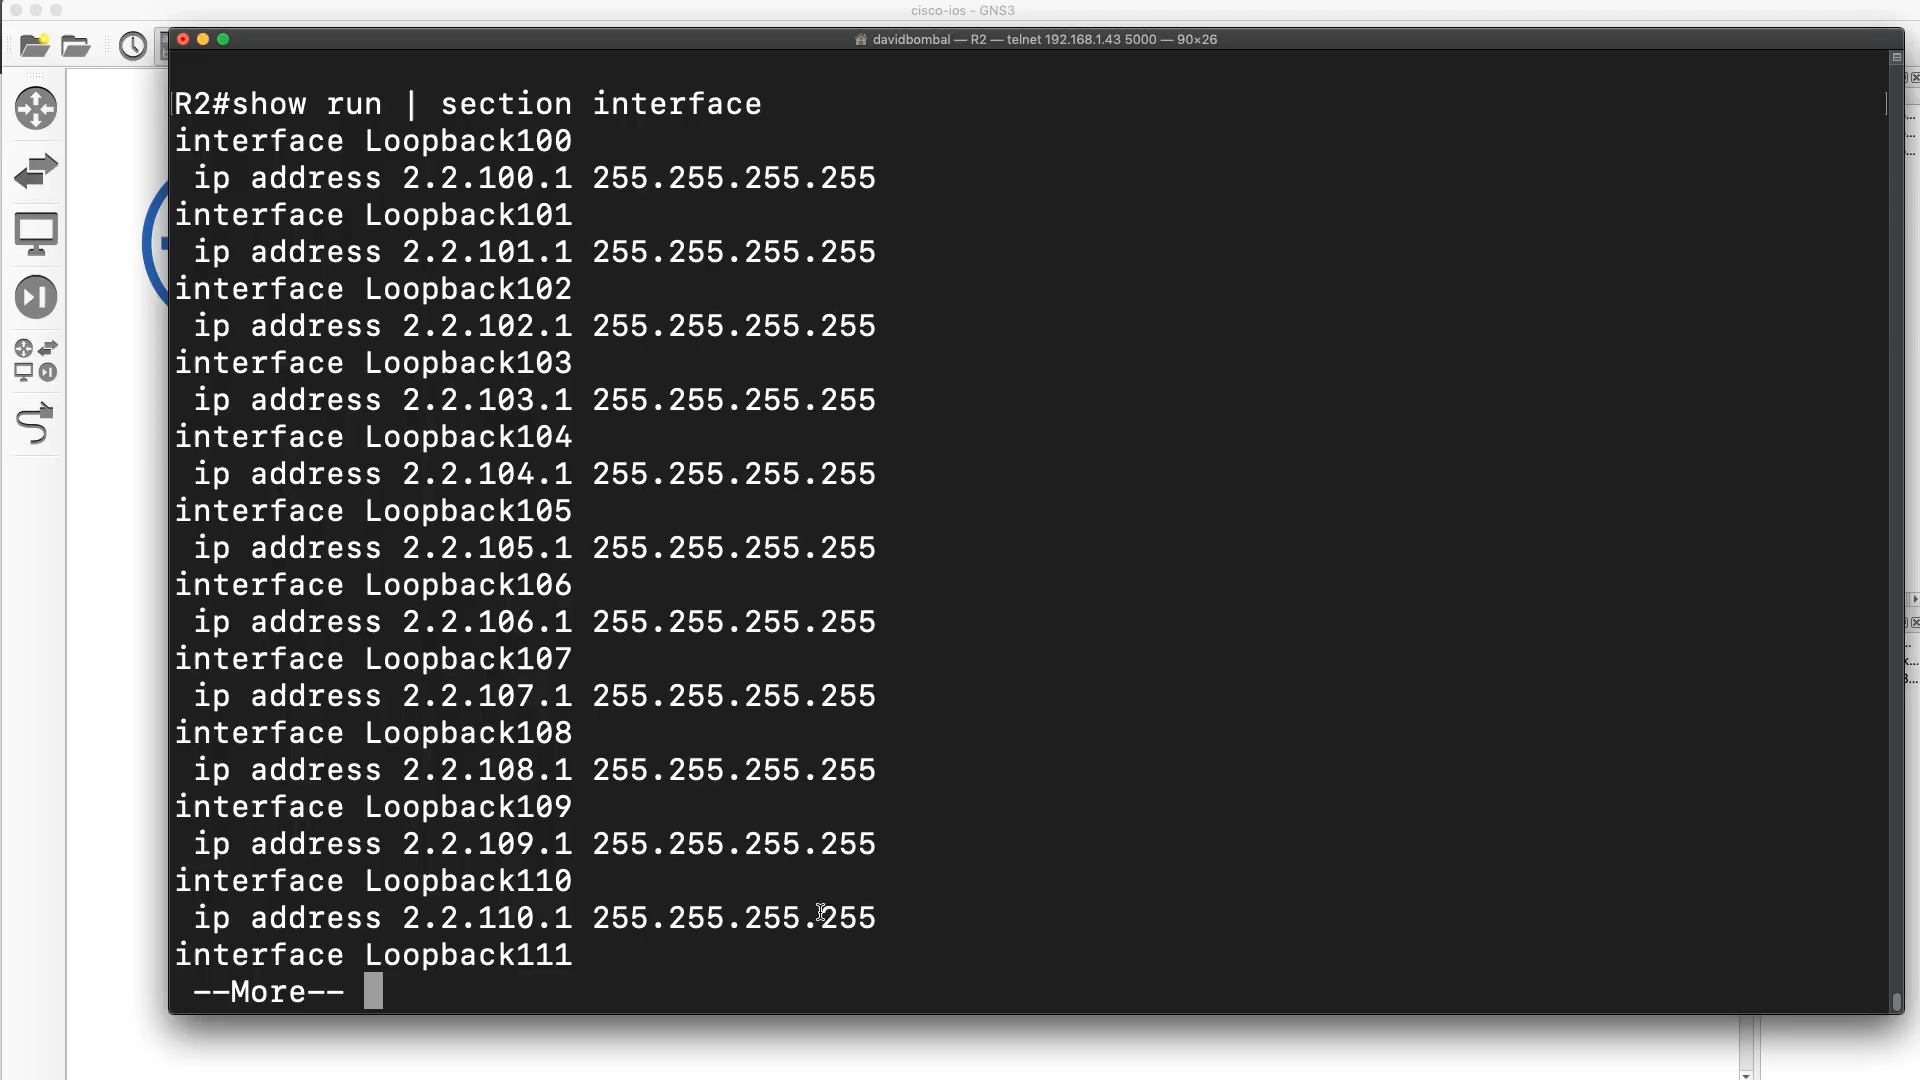 cisco-ios - GNS3
davidbombal — R2 — telnet 192.168.1.43 5000 — 90×26
R2#show run | section interface
interface Loopback100
 ip address 2.2.100.1 255.255.255.255
interface Loopback101
 ip address 2.2.101.1 255.255.255.255
interface Loopback102
 ip address 2.2.102.1 255.255.255.255
interface Loopback103
 ip address 2.2.103.1 255.255.255.255
interface Loopback104
 ip address 2.2.104.1 255.255.255.255
interface Loopback105
 ip address 2.2.105.1 255.255.255.255
interface Loopback106
 ip address 2.2.106.1 255.255.255.255
interface Loopback107
 ip address 2.2.107.1 255.255.255.255
interface Loopback108
 ip address 2.2.108.1 255.255.255.255
interface Loopback109
 ip address 2.2.109.1 255.255.255.255
interface Loopback110
 ip address 2.2.110.1 255.255.255.255
interface Loopback111
 --More--